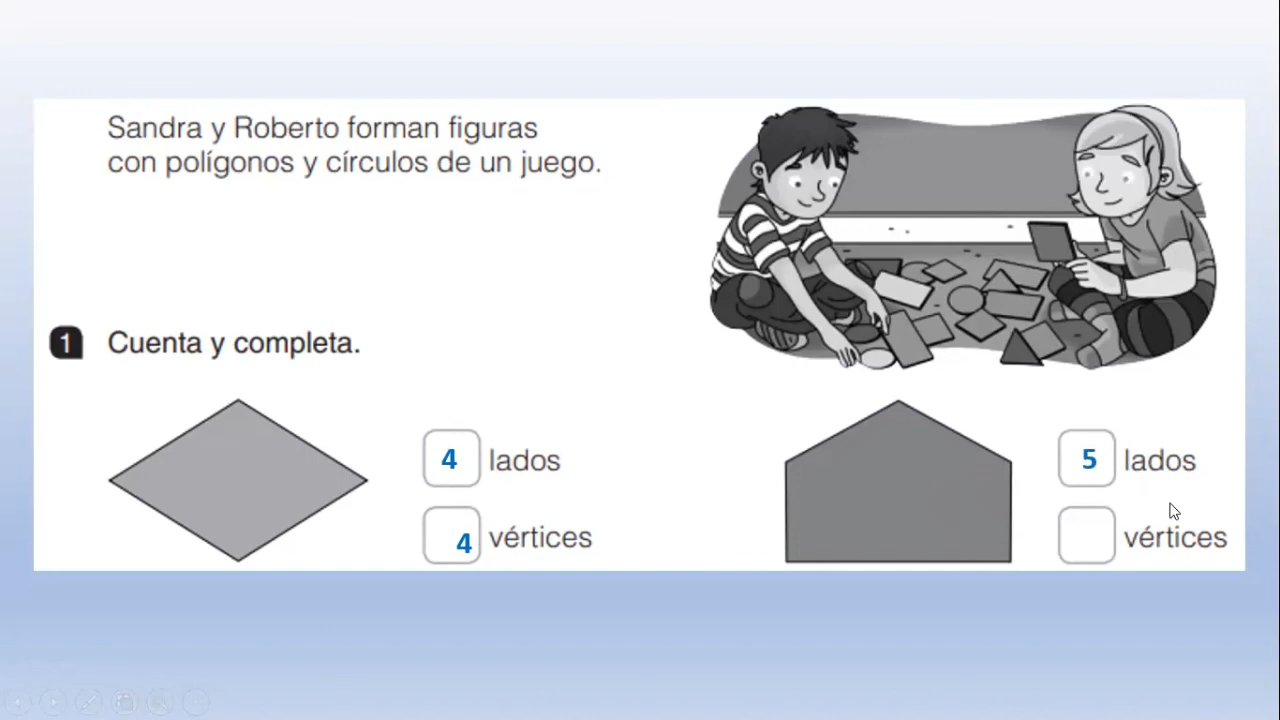 Sandra y Roberto forman figuras
con polígonos y círculos de un juego.
1 Cuenta y completa.
4 lados
4 vértices
5 lados
vértices